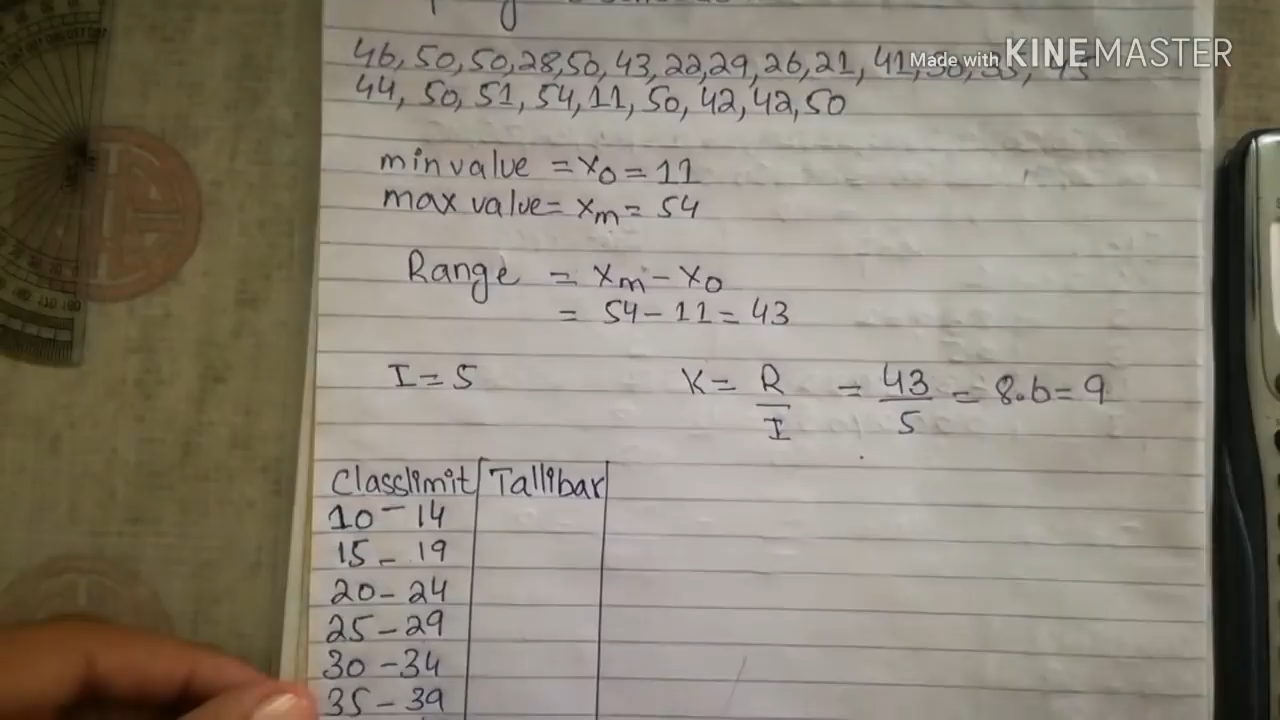 46, 50, 50, 28, 50, 43, 22, 29, 26, 21, 41,
Made with KINEMASTER
44, 50, 51, 54, 11, 50, 42, 42, 50
min value = x₀ = 11
max value = xm = 54
Range = xm - x₀
= 54 - 11 = 43
I = 5 K = R/I = 43/5 = 8.6 = 9
Classlimit Tallibar
10 - 14
15 - 19
20 - 24
25 - 29
30 - 34
35 - 39